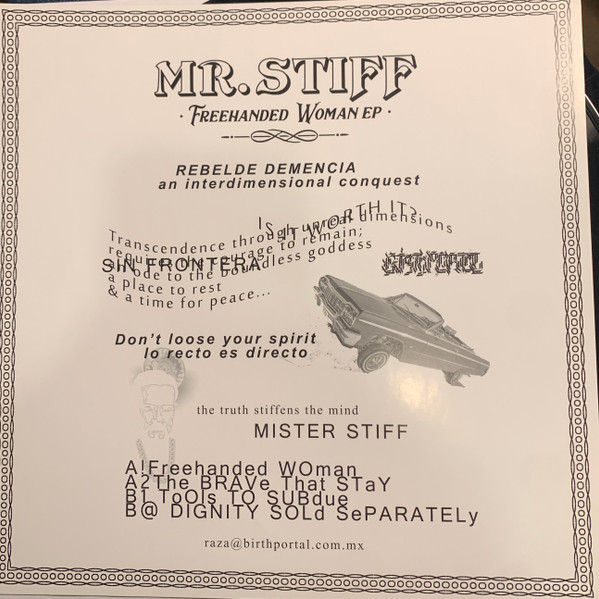 MR. STIFF
· FREEHANDED WOMAN EP ·
REBELDE DEMENCIA
an interdimensional conquest
IS IT WORTH IT?
Transcendence through unreal dimensions
requires the courage to remain;
an ode to the boundless goddess
SIN FRONTERA
a place to rest
& a time for peace...
BIRTHPORTAL
Don't loose your spirit
lo recto es directo
the truth stiffens the mind
MISTER STIFF
A!Freehanded WOman
A2The BRAVe That STaY
B1 ToOls TO SUBdue
B@ DIGNITY SOLd SePARATELy
raza@birthportal.com.mx